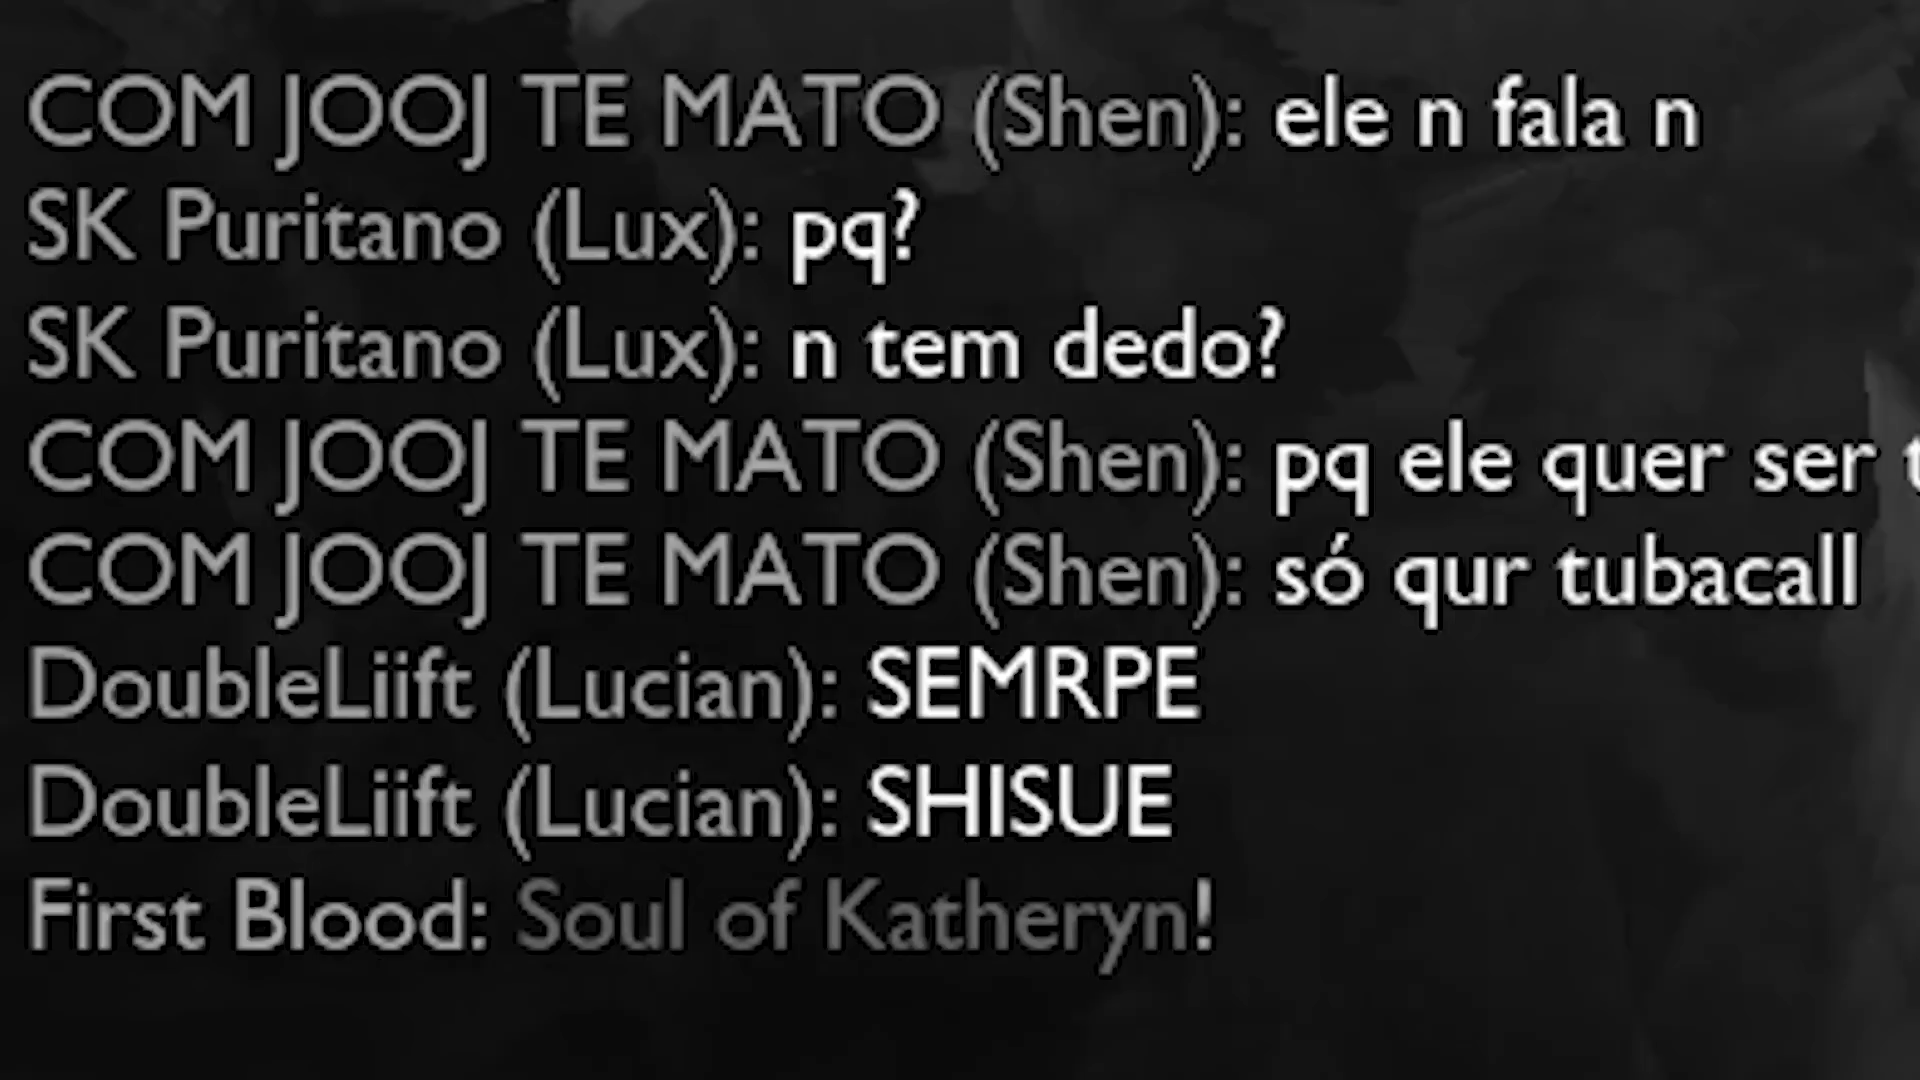 COM JOOJ TE MATO (Shen): ele n fala n
SK Puritano (Lux): pq?
SK Puritano (Lux): n tem dedo?
COM JOOJ TE MATO (Shen): pq ele quer ser
COM JOOJ TE MATO (Shen): só qur tubacall
DoubleLiift (Lucian): SEMRPE
DoubleLiift (Lucian): SHISUE
First Blood: Soul of Katheryn!